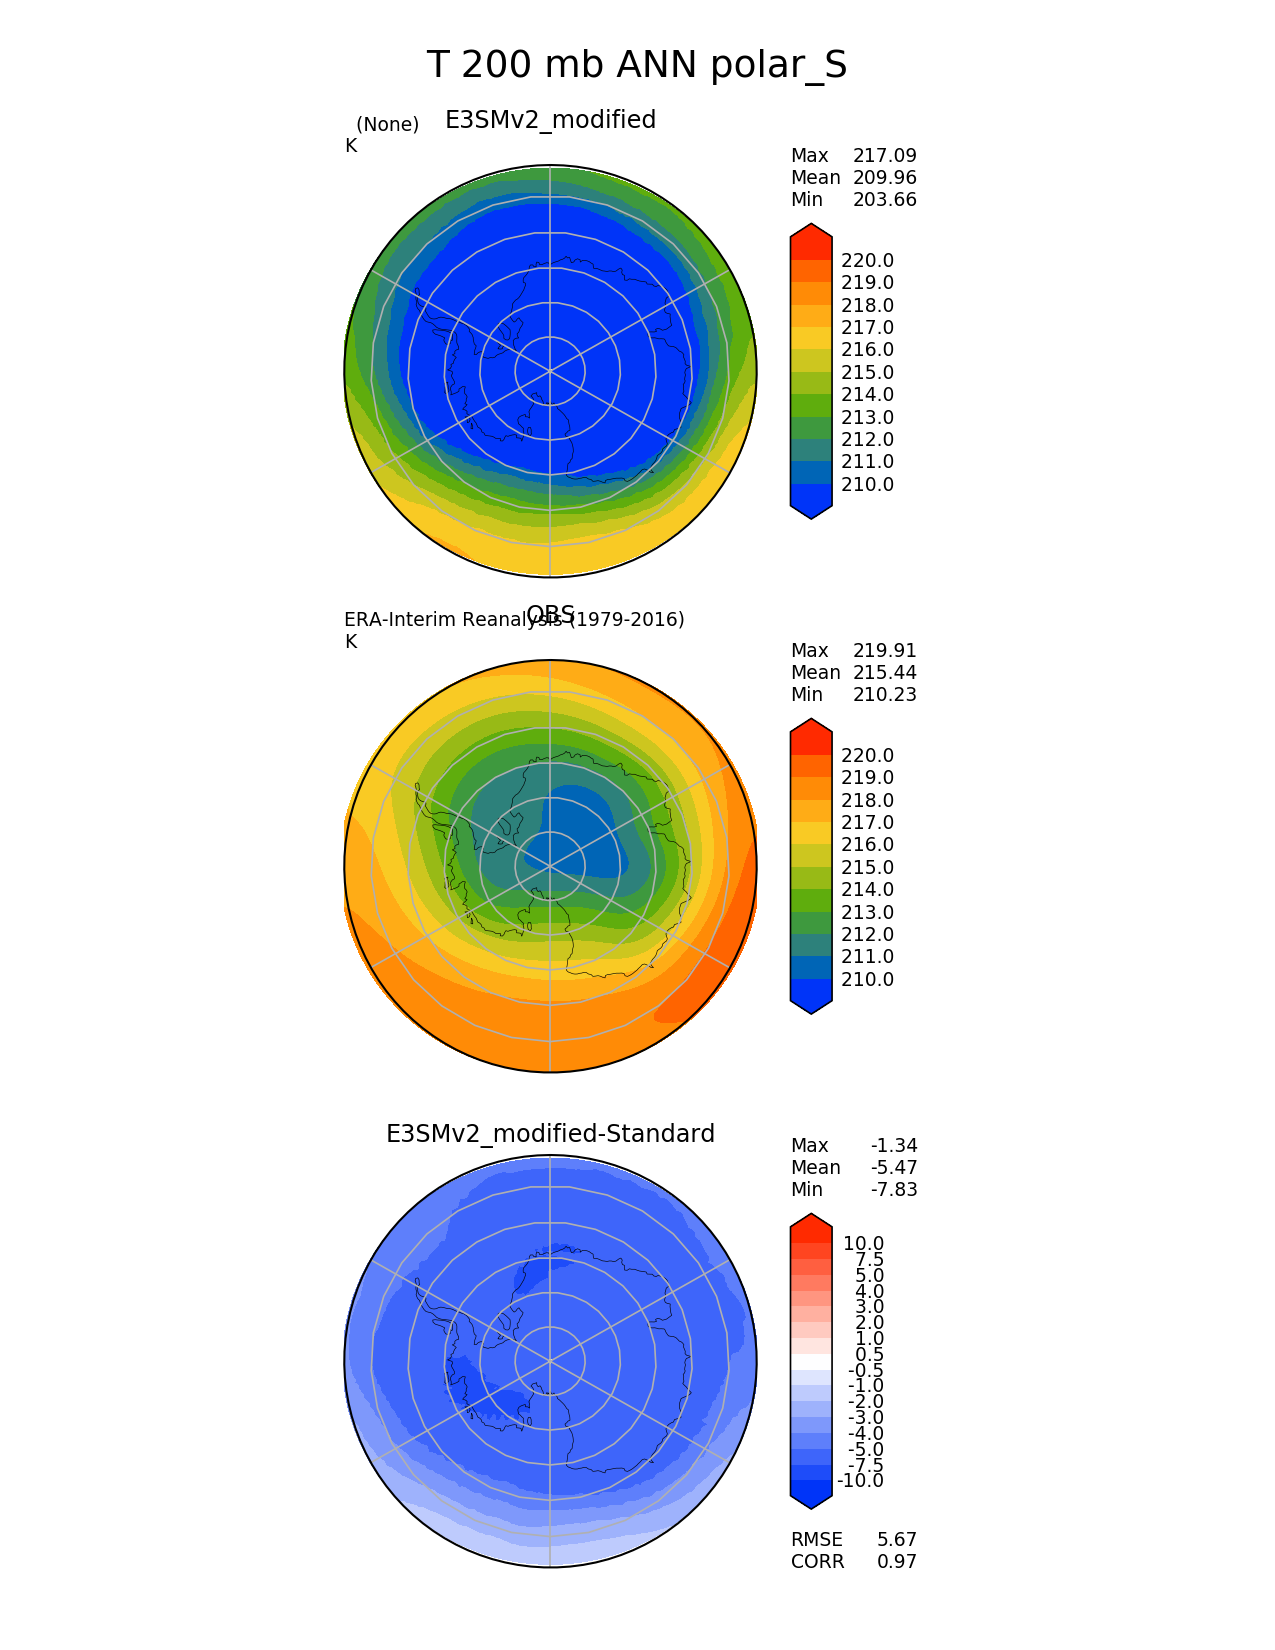 T 200 mb ANN polar_S
(None) E3SMv2_modified
K
Max 217.09
Mean 209.96
Min 203.66
220.0
219.0
218.0
217.0
216.0
215.0
214.0
213.0
212.0
211.0
210.0
OBS
ERA-Interim Reanalysis (1979-2016)
K
Max 219.91
Mean 215.44
Min 210.23
220.0
219.0
218.0
217.0
216.0
215.0
214.0
213.0
212.0
211.0
210.0
E3SMv2_modified-Standard
Max -1.34
Mean -5.47
Min -7.83
10.0
7.5
5.0
4.0
3.0
2.0
1.0
0.5
-0.5
-1.0
-2.0
-3.0
-4.0
-5.0
-7.5
-10.0
RMSE 5.67
CORR 0.97